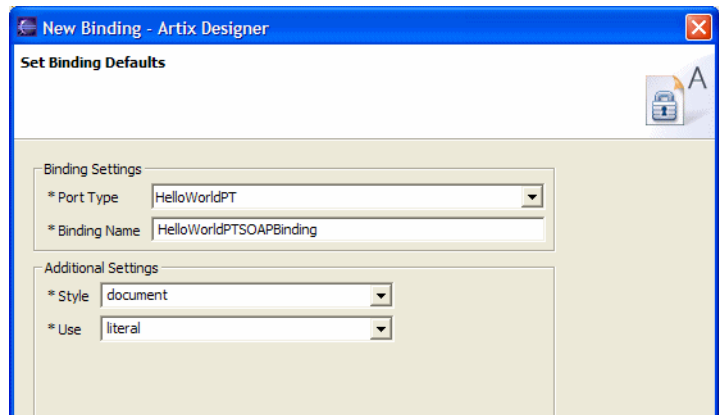 New Binding - Artix Designer
Set Binding Defaults
A
Binding Settings
* Port Type HelloWorldPT
* Binding Name HelloWorldPTSOAPBinding
Additional Settings
* Style document
* Use literal